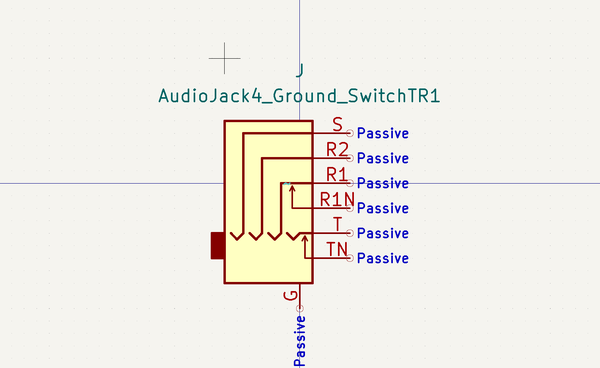 J
AudioJack4_Ground_SwitchTR1
S Passive
R2 Passive
R1 Passive
R1N Passive
T Passive
TN Passive
G
Passive